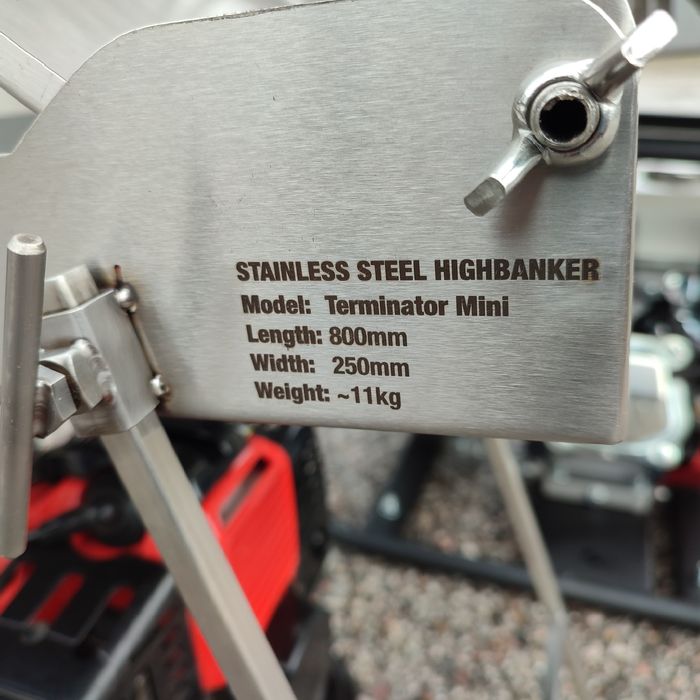 STAINLESS STEEL HIGHBANKER
Model: Terminator Mini
Length: 800mm
Width: 250mm
Weight: ~11kg